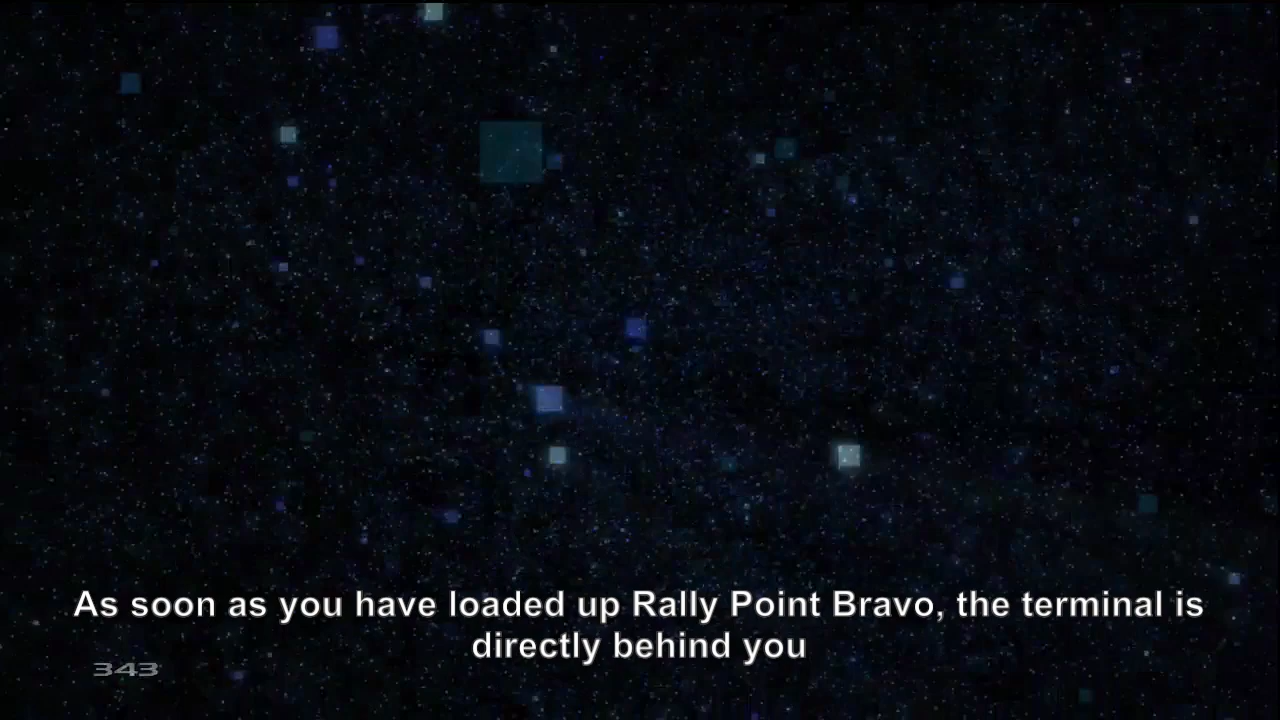 As soon as you have loaded up Rally Point Bravo, the terminal is
directly behind you
343